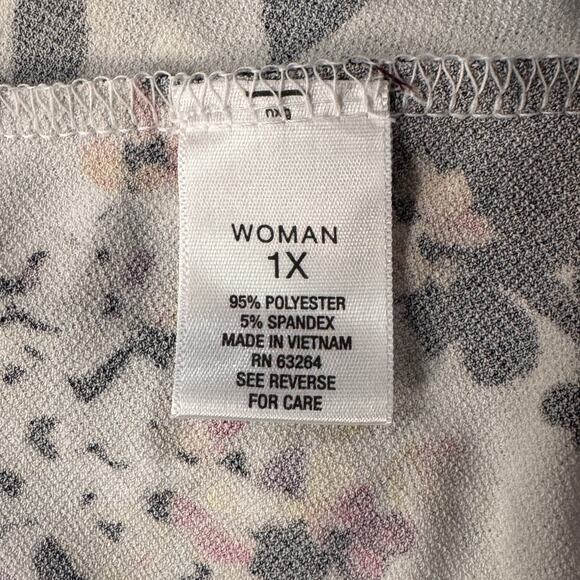 WOMAN
1X
95% POLYESTER
5% SPANDEX
MADE IN VIETNAM
RN 63264
SEE REVERSE
FOR CARE